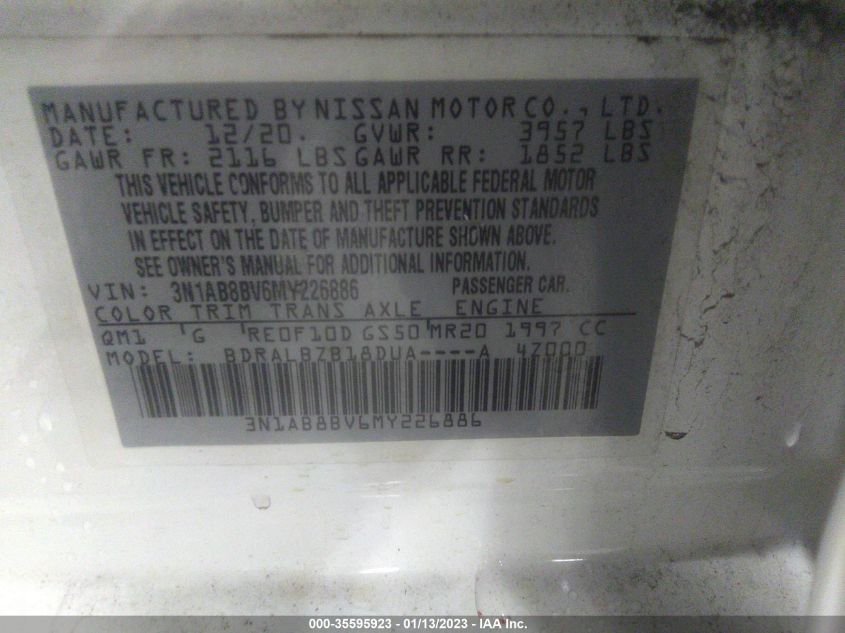 MANUFACTURED BY NISSAN MOTOR CO., LTD.
DATE: 12/20. GVWR: 3957 LBS
GAWR FR: 2116 LBS GAWR RR: 1852 LBS
THIS VEHICLE CONFORMS TO ALL APPLICABLE FEDERAL MOTOR
VEHICLE SAFETY, BUMPER AND THEFT PREVENTION STANDARDS
IN EFFECT ON THE DATE OF MANUFACTURE SHOWN ABOVE.
SEE OWNER'S MANUAL FOR ADDITIONAL INFORMATION.
VIN: 3N1AB8BV6MY226886 PASSENGER CAR.
COLOR TRIM TRANS AXLE ENGINE
QM1 'G 'RE0F10D GS50'MR20 1997 CC
MODEL: BDRALBZB18DUA----A 4Z000
3N1AB8BV6MY226886
000-35595923 - 01/13/2023 - IAA Inc.